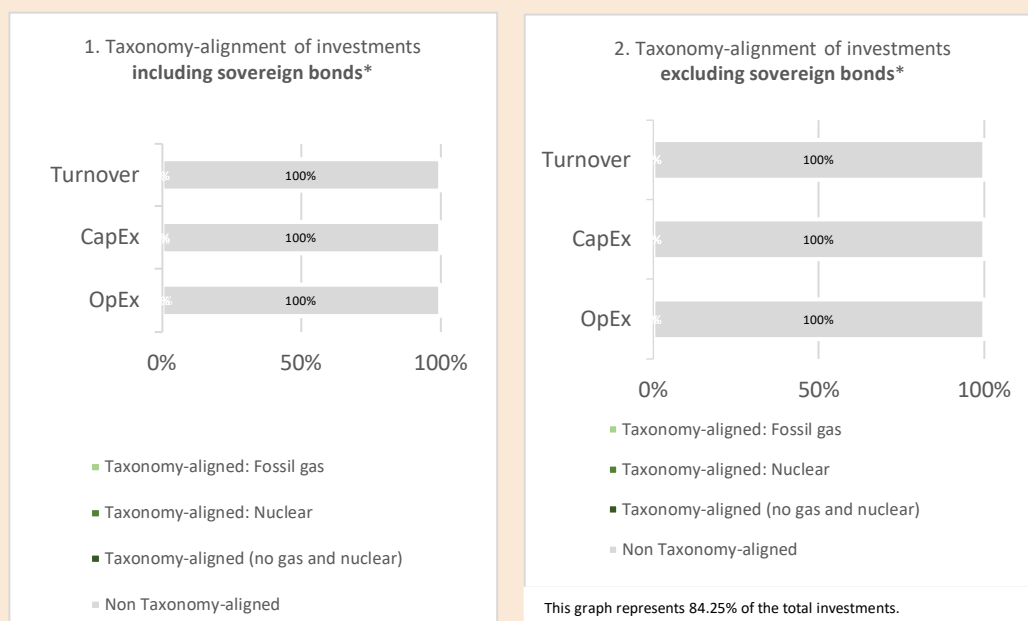 1. Taxonomy-alignment of investments
including sovereign bonds*
Turnover
100%
CapEx
100%
OpEx
100%
0%
50%
100%
Taxonomy-aligned: Fossil gas
Taxonomy-aligned: Nuclear
Taxonomy-aligned (no gas and nuclear)
Non Taxonomy-aligned
2. Taxonomy-alignment of investments
excluding sovereign bonds*
Turnover
100%
CapEx
100%
OpEx
100%
0%
50%
100%
Taxonomy-aligned: Fossil gas
Taxonomy-aligned: Nuclear
Taxonomy-aligned (no gas and nuclear)
Non Taxonomy-aligned
This graph represents 84.25% of the total investments.